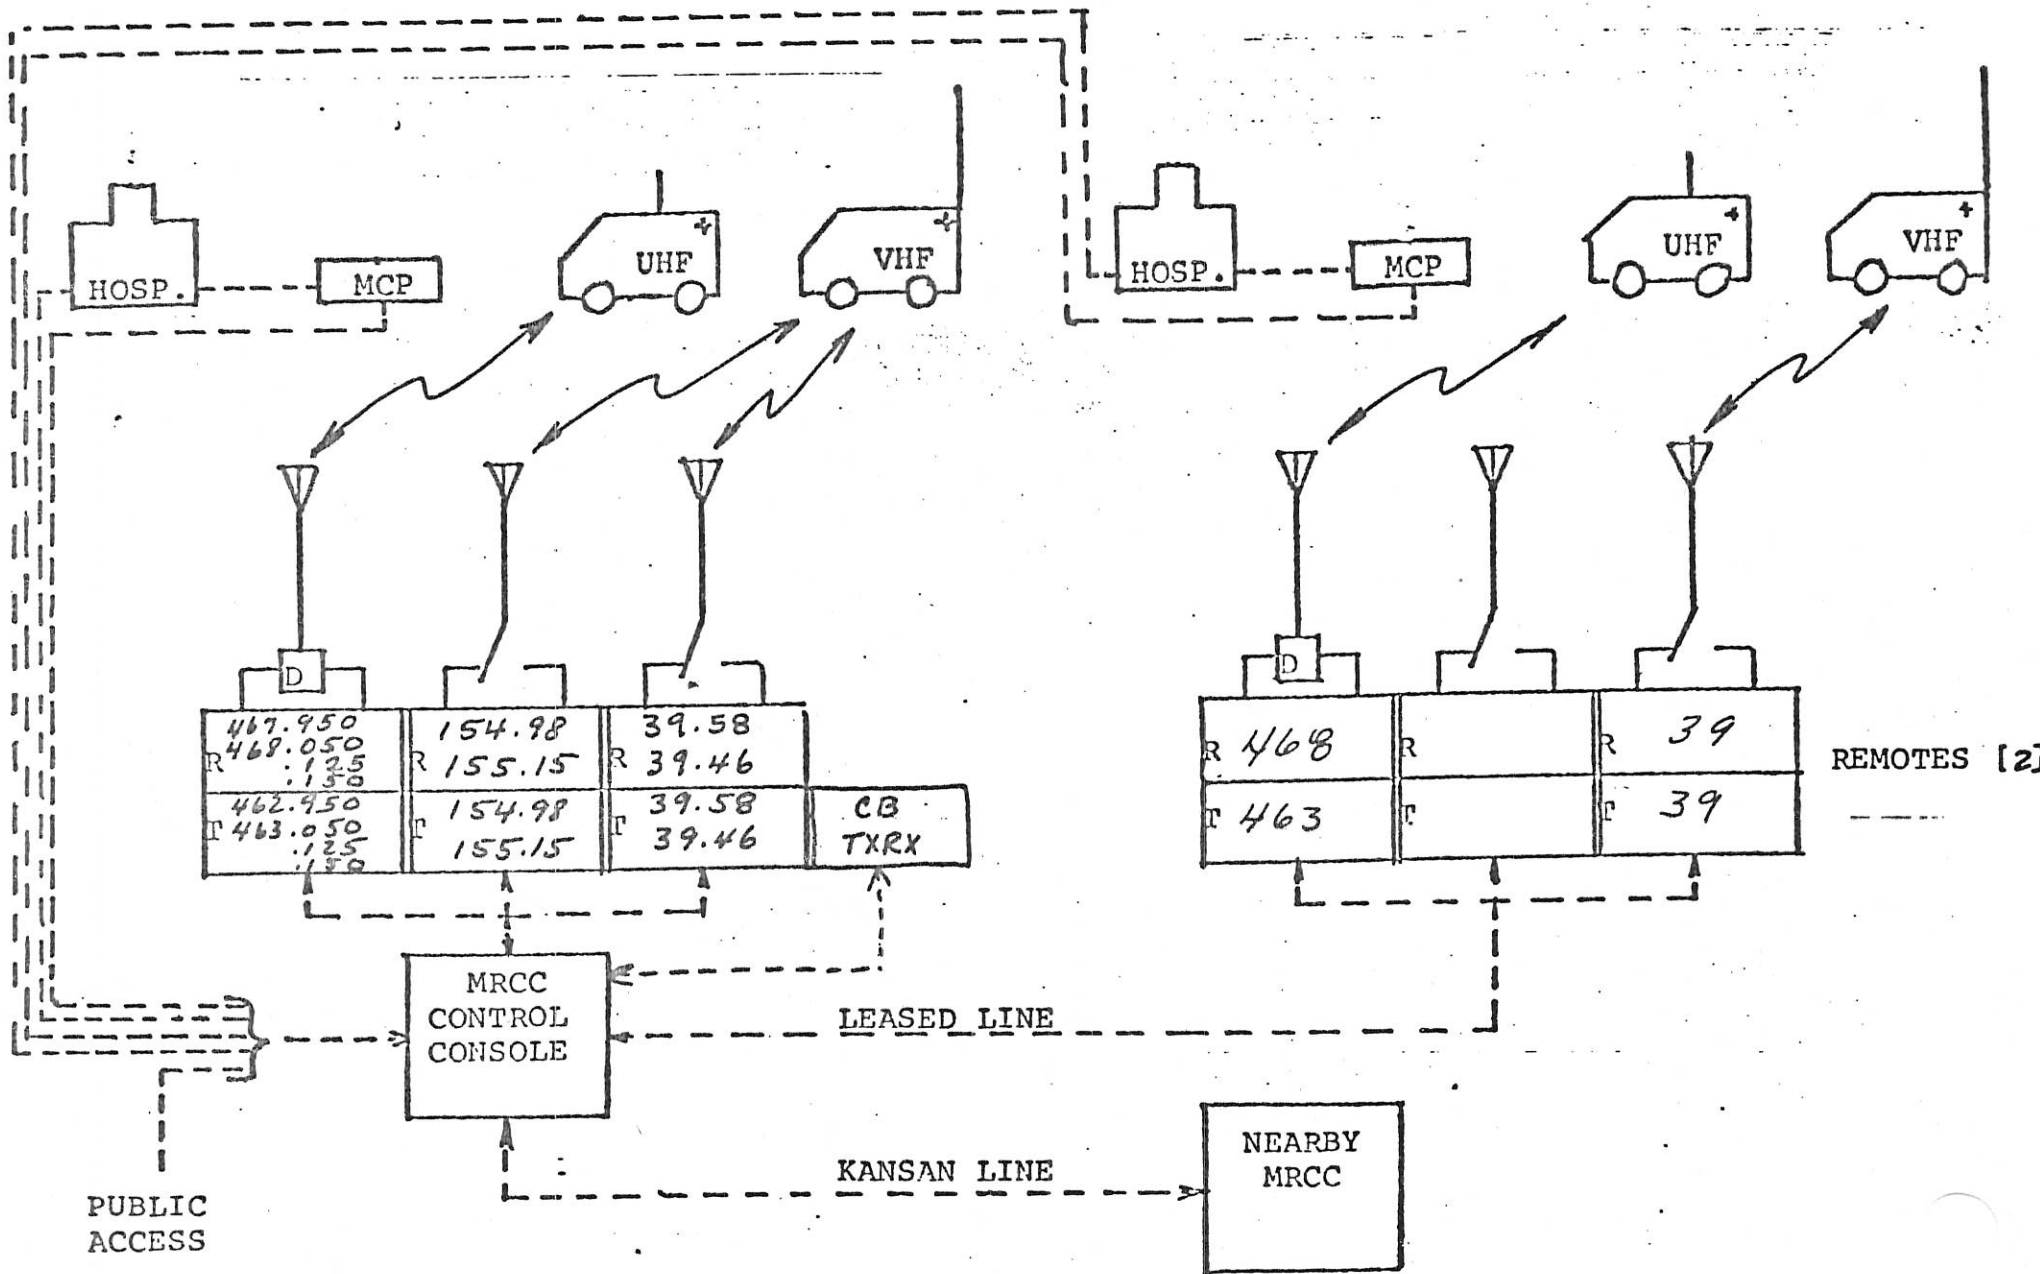 HOSP.
MCP
UHF
VHF
HOSP.
MCP
UHF
VHF
D
D
R
467.950
468.050
.125
.150
R
154.98
155.15
R
39.58
39.46
T
462.950
463.050
.125
.150
T
154.98
155.15
T
39.58
39.46
CB
TXRX
R 468
R
R 39
T 463
T
T 39
REMOTES [2]
MRCC
CONTROL
CONSOLE
LEASED LINE
KANSAN LINE
NEARBY
MRCC
PUBLIC
ACCESS